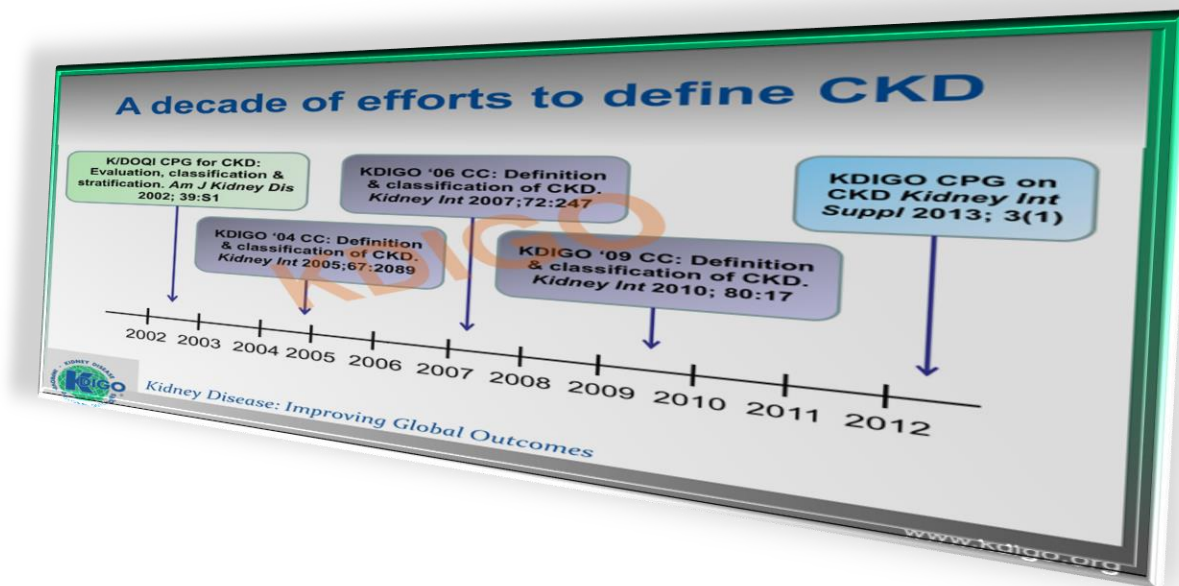 A decade of efforts to define CKD
K/DOQI CPG for CKD:
Evaluation, classification &
stratification. Am J Kidney Dis
2002; 39:S1
KDIGO '06 CC: Definition
& classification of CKD.
Kidney Int 2007;72:247
KDIGO CPG on
CKD Kidney Int
Suppl 2013; 3(1)
KDIGO '04 CC: Definition
& classification of CKD.
Kidney Int 2005;67:2089
KDIGO '09 CC: Definition
& classification of CKD.
Kidney Int 2010; 80:17
KDIGO
2002 2003 2004 2005 2006 2007 2008 2009 2010 2011 2012
KDIGO
Kidney Disease: Improving Global Outcomes
www.kdigo.org